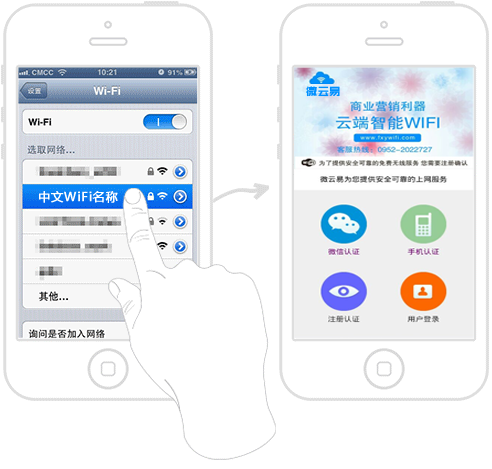 CMCC
10:21
91%
设置
Wi-Fi
Wi-Fi
选取网络...
中文WiFi名称
其他...
询问是否加入网络
微云易
商业营销利器
云端智能WIFI
www.fxywifi.com
客服热线：0952-2022727
为了提供安全可靠的免费无线服务 您需要注册确认
微云易为您提供安全可靠的上网服务
微信认证
手机认证
注册认证
用户登录